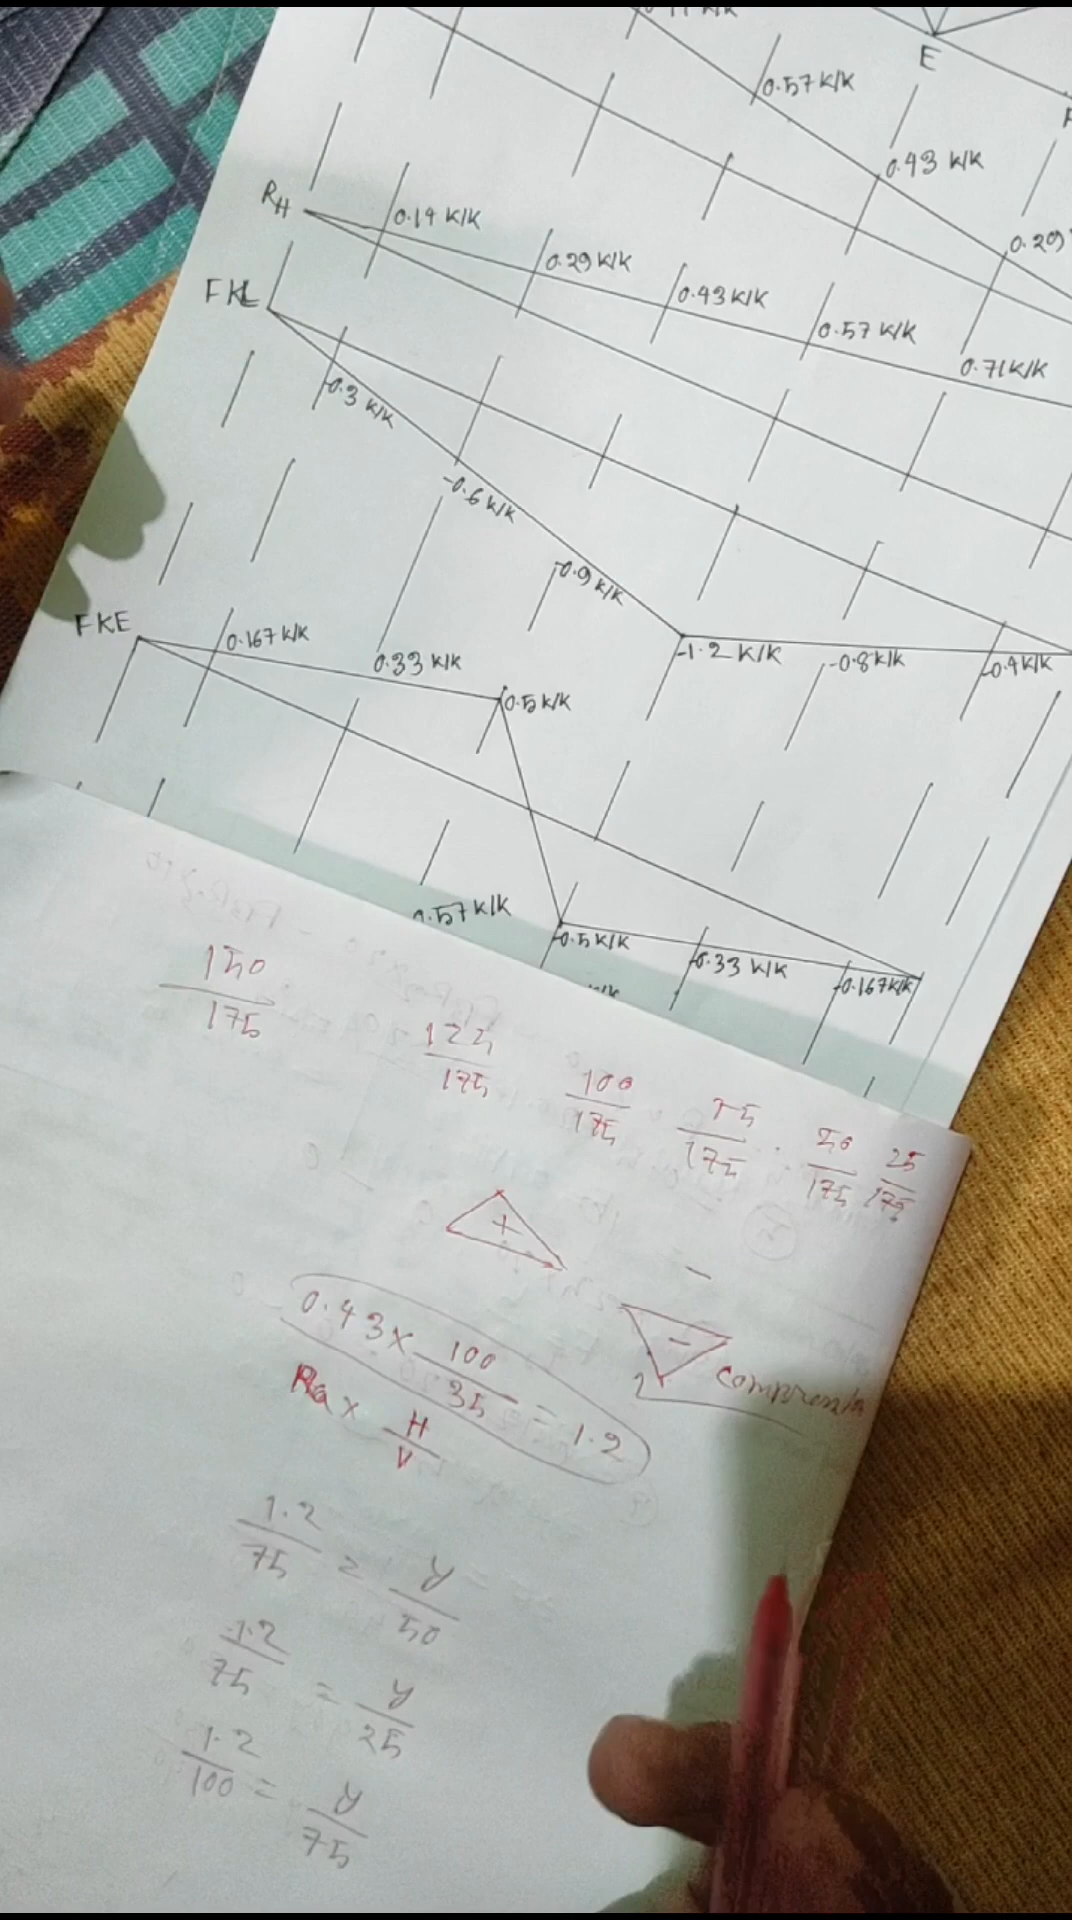 E
0.57 k/k
0.43 k/k
0.29
RH
0.14 k/k
0.29 k/k
0.43 k/k
0.57 k/k
0.71 k/k
FKL
-0.3 k/k
-0.6 k/k
-0.9 k/k
-1.2 k/k
-0.8 k/k
-0.4 k/k
FKE
0.167 k/k
0.33 k/k
0.5 k/k
-0.5 k/k
-0.33 k/k
-0.167 k/k
0.57 k/k
150
175
125
175
100
175
75
175
50
175
25
175
+
-
-
0.43 × 100
35
= 1.2
Ra × H
V
1.2
75
= y
50
1.2
75
= y
25
1.2
100
= y
75